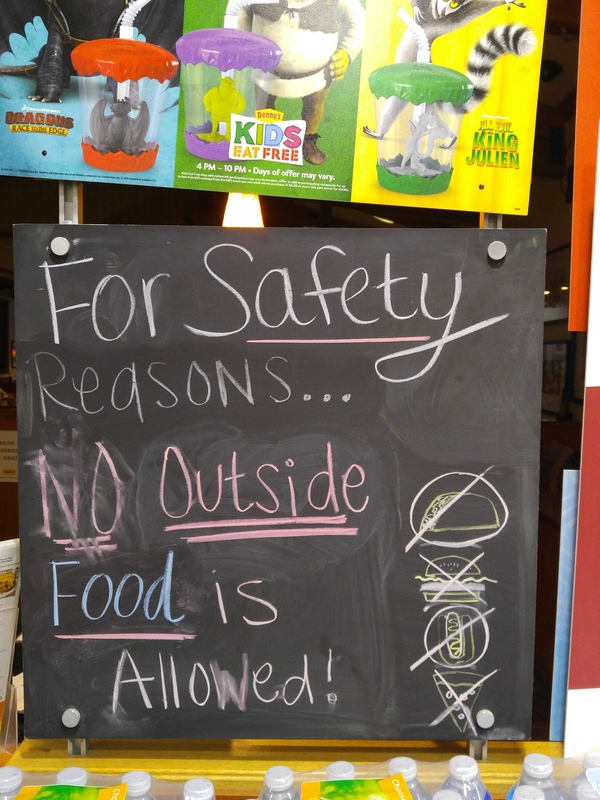 DRAGONS
RACE TO THE EDGE
Denny's
KIDS
EAT FREE
4 PM – 10 PM • Days of offer may vary.
ALL HAIL
KING
JULIEN
For Safety
Reasons...
NO Outside
Food is
Allowed!